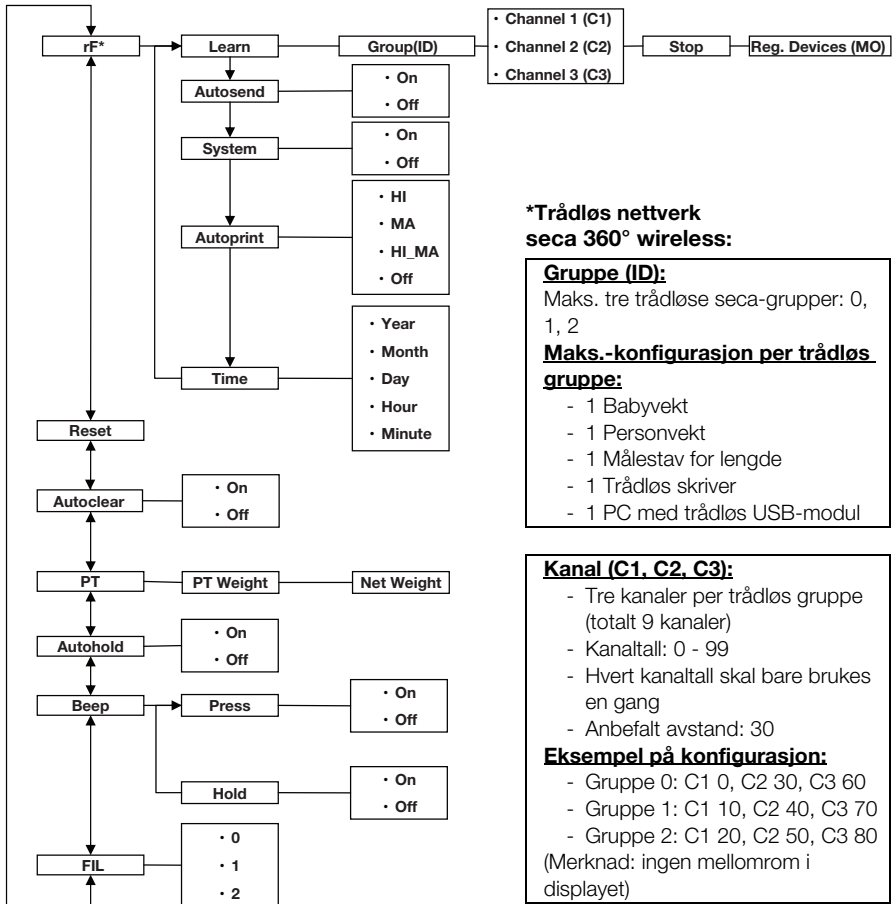 rF*
Learn
Group(ID)
• Channel 1 (C1)
• Channel 2 (C2)
• Channel 3 (C3)
Stop
Reg. Devices (MO)
Autosend
• On
• Off
System
• On
• Off
Autoprint
• HI
• MA
• HI_MA
• Off
Time
• Year
• Month
• Day
• Hour
• Minute
Reset
Autoclear
• On
• Off
PT
PT Weight
Net Weight
Autohold
• On
• Off
Beep
Press
• On
• Off
Hold
• On
• Off
FIL
• 0
• 1
• 2
*Trådløs nettverk
seca 360° wireless:
Gruppe (ID):
Maks. tre trådløse seca-grupper: 0,
1, 2
Maks.-konfigurasjon per trådløs
gruppe:
- 1 Babyvekt
- 1 Personvekt
- 1 Målestav for lengde
- 1 Trådløs skriver
- 1 PC med trådløs USB-modul
Kanal (C1, C2, C3):
- Tre kanaler per trådløs gruppe
(totalt 9 kanaler)
- Kanaltall: 0 - 99
- Hvert kanaltall skal bare brukes
en gang
- Anbefalt avstand: 30
Eksempel på konfigurasjon:
- Gruppe 0: C1 0, C2 30, C3 60
- Gruppe 1: C1 10, C2 40, C3 70
- Gruppe 2: C1 20, C2 50, C3 80
(Merknad: ingen mellomrom i
displayet)